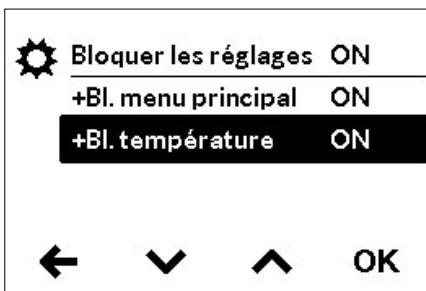 Bloquer les réglages ON
+Bl. menu principal ON
+Bl. température ON
OK